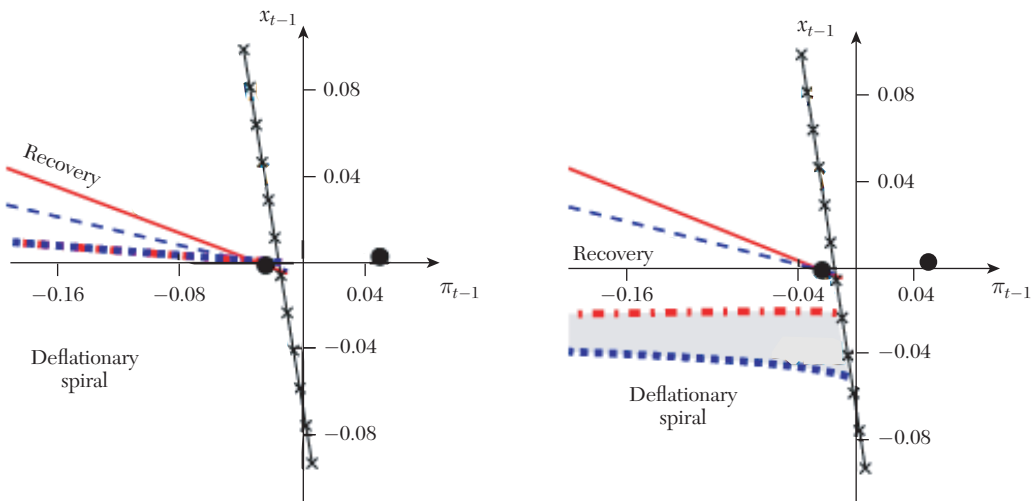 x_{t−1}
0.08
Recovery
0.04
−0.16
−0.08
0.04
π_{t−1}
−0.04
Deflationary
spiral
−0.08
x_{t−1}
0.08
0.04
Recovery
−0.16
−0.04
0.04
π_{t−1}
−0.04
Deflationary
spiral
−0.08